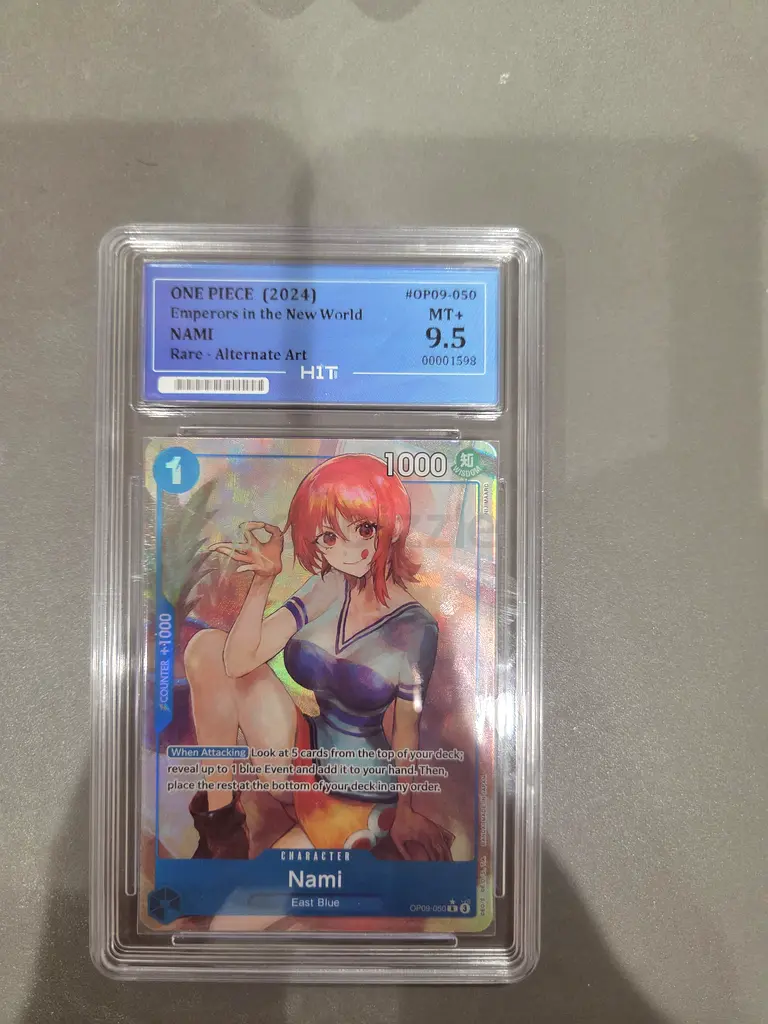 ONE PIECE (2024)
#OP09-050
Emperors in the New World
MT+
NAMI
9.5
Rare - Alternate Art
00001598
HIT
1
1000
知
WISDOM
COUNTER +1000
When Attacking Look at 5 cards from the top of your deck;
reveal up to 1 blue Event and add it to your hand. Then,
place the rest at the bottom of your deck in any order.
CHARACTER
Nami
East Blue
OP09-050 R 3